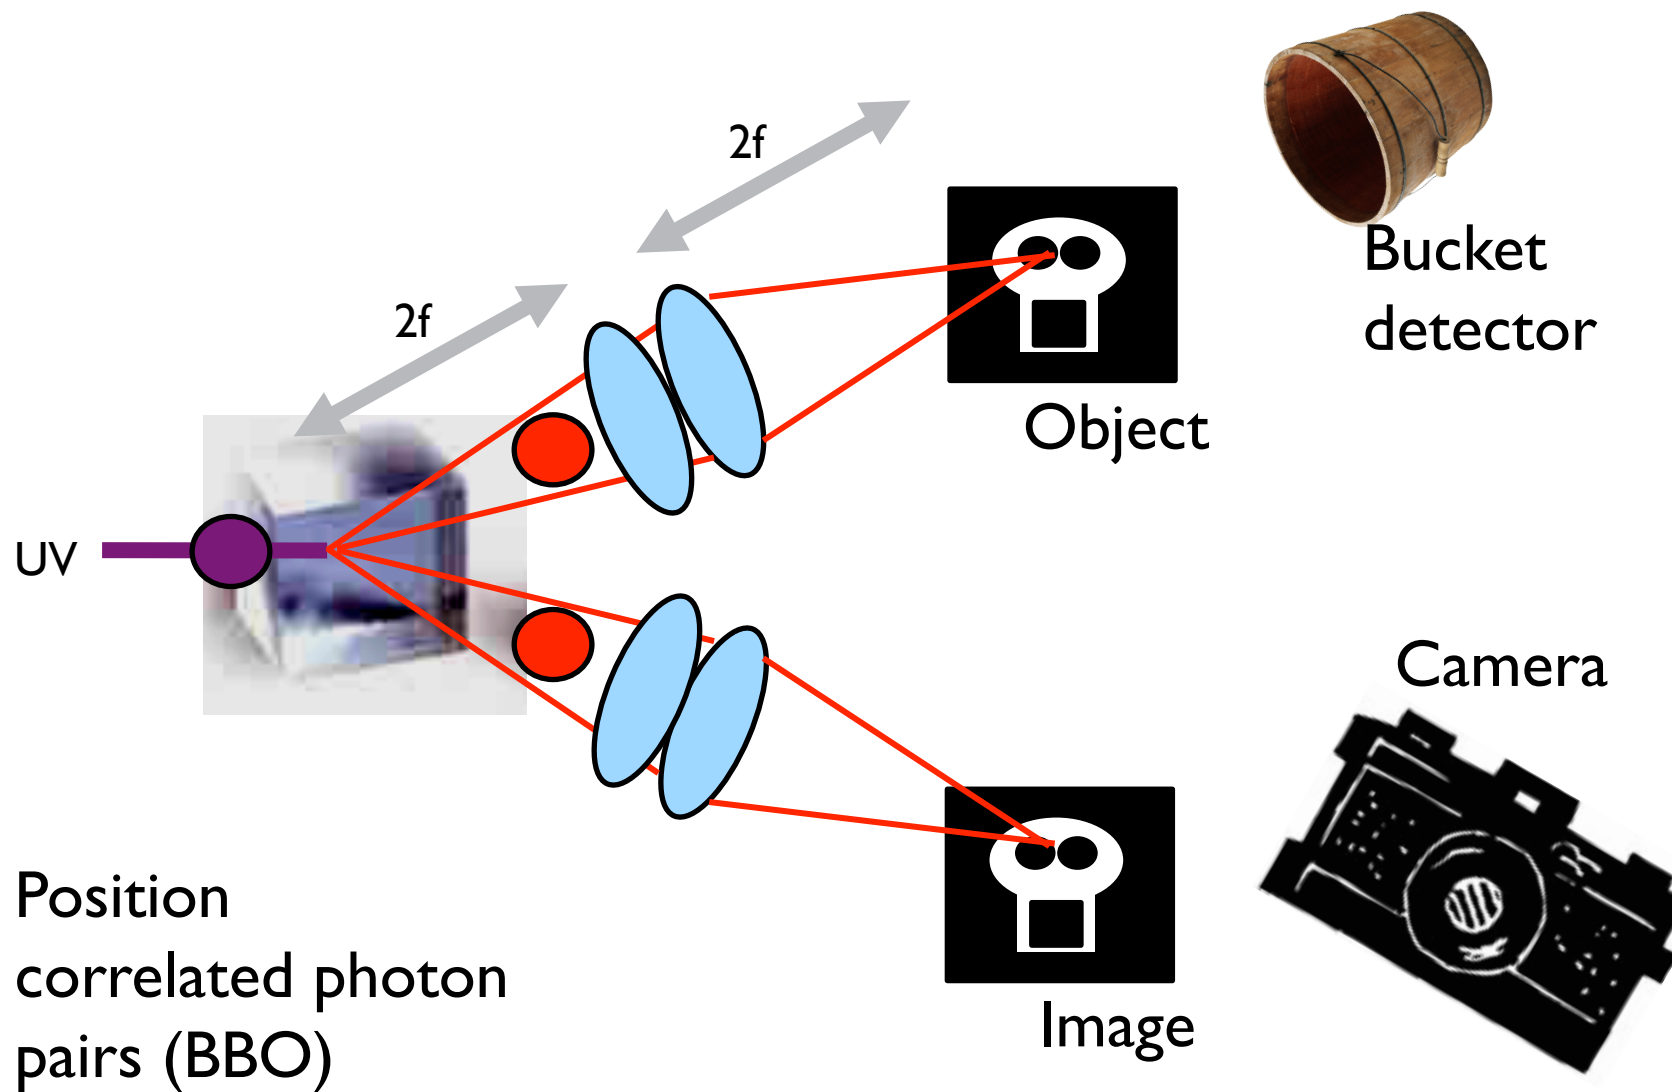 2f
Bucket
detector
2f
Object
UV
Camera
Position
correlated photon
pairs (BBO)
Image